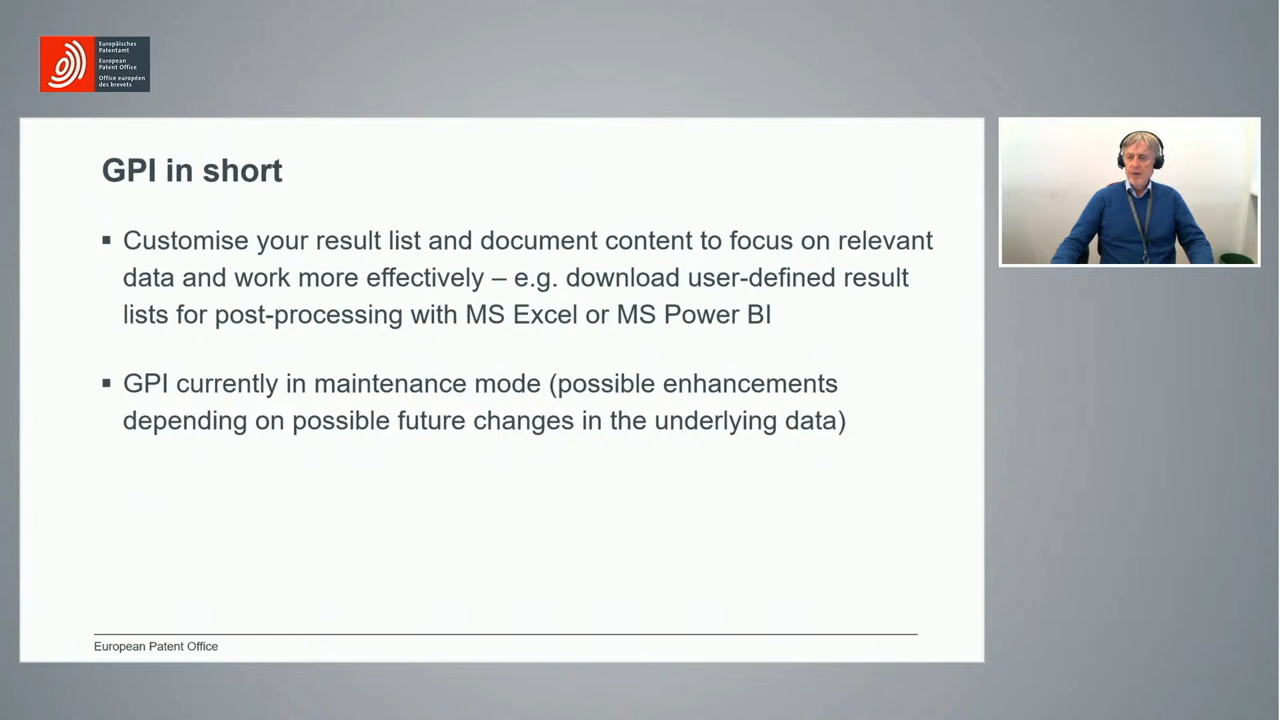 Europäisches
Patentamt
European
Patent Office
Office européen
des brevets
GPI in short
▪ Customise your result list and document content to focus on relevant
data and work more effectively – e.g. download user-defined result
lists for post-processing with MS Excel or MS Power BI
▪ GPI currently in maintenance mode (possible enhancements
depending on possible future changes in the underlying data)
European Patent Office